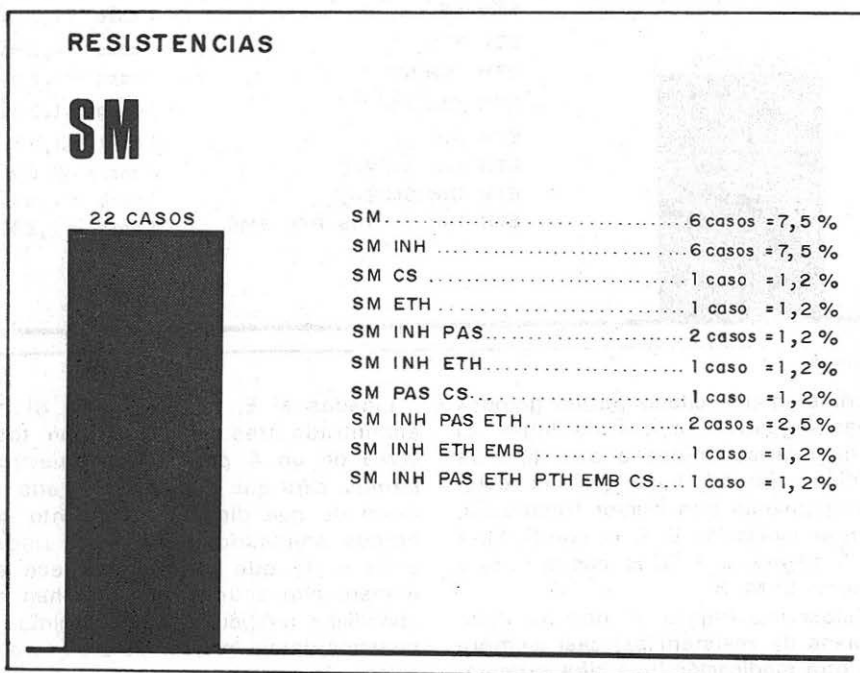 RESISTENCIAS
SM
22 CASOS
SM.......................................6 casos =7,5%
SM INH ................................6 casos =7,5%
SM CS ..................................1 caso =1,2%
SM ETH ................................1 caso =1,2%
SM INH PAS..........................2 casos =1,2%
SM INH ETH..........................1 caso =1,2%
SM PAS CS............................1 caso =1,2%
SM INH PAS ETH...................2 casos =2,5%
SM INH ETH EMB ..................1 caso =1,2%
SM INH PAS ETH PTH EMB CS....1 caso =1,2%